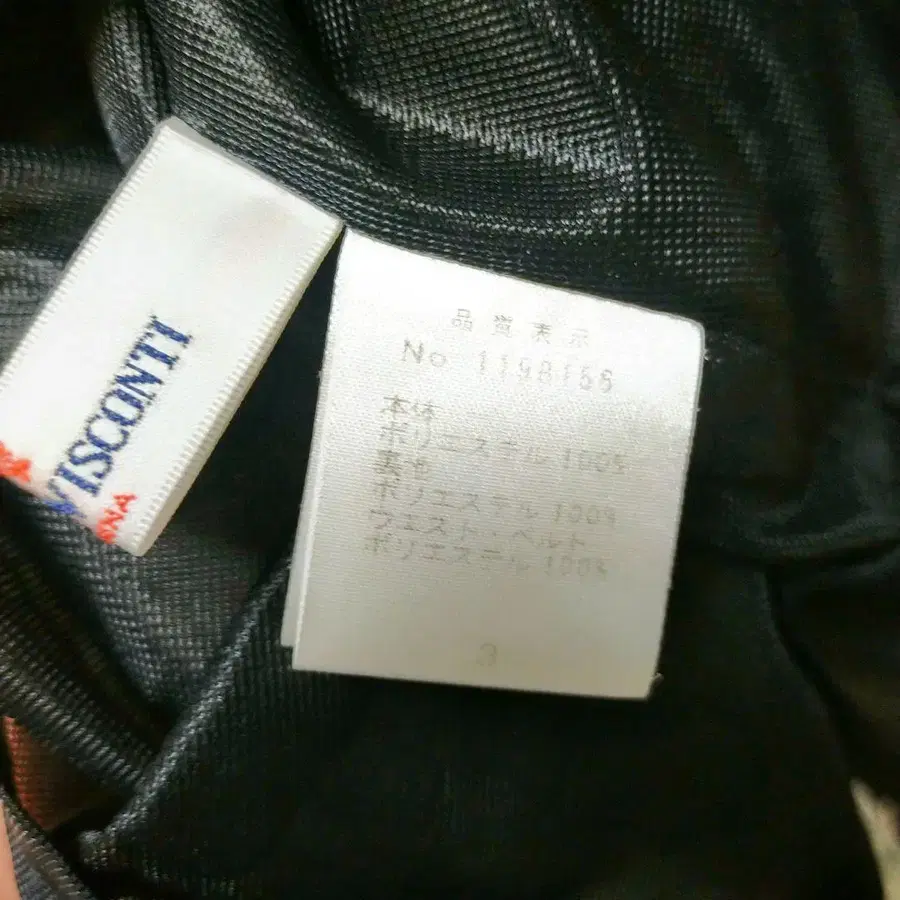 VISCONTI
品質表示
No 1198156
本体
ポリエステル 100%
裏地
ポリエステル 100%
ウエスト・ベルト
ポリエステル 100%
3